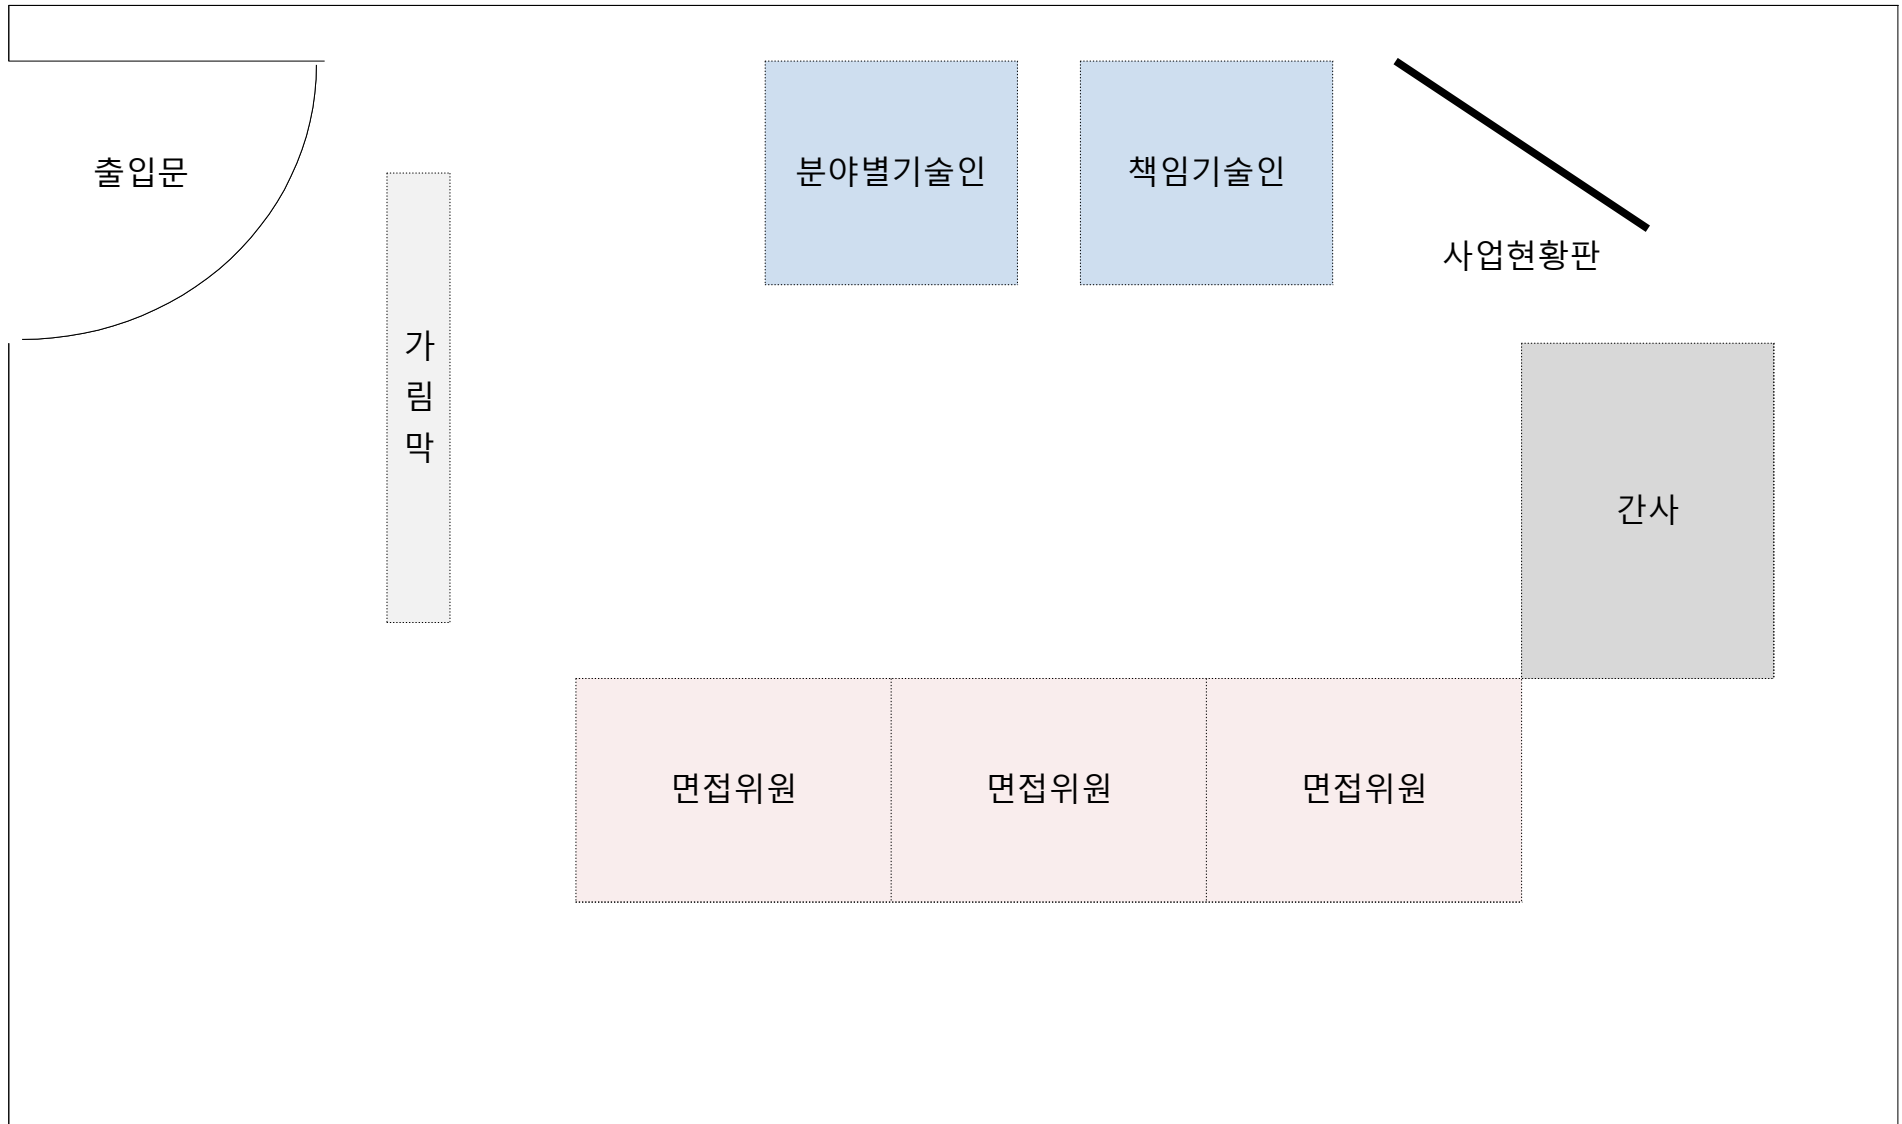 출입문
분야별기술인
책임기술인
사업현황판
가
림
막
간사
면접위원
면접위원
면접위원